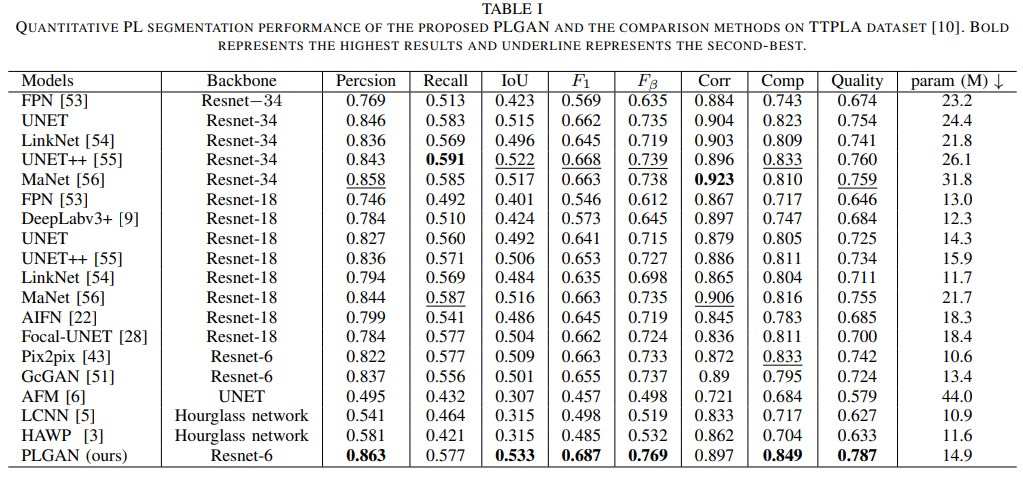 TABLE I
QUANTITATIVE PL SEGMENTATION PERFORMANCE OF THE PROPOSED PLGAN AND THE COMPARISON METHODS ON TTPLA DATASET [10]. BOLD
REPRESENTS THE HIGHEST RESULTS AND UNDERLINE REPRESENTS THE SECOND-BEST.
Models Backbone Percsion Recall IoU F1 Fβ Corr Comp Quality param (M) ↓
FPN [53] Resnet−34 0.769 0.513 0.423 0.569 0.635 0.884 0.743 0.674 23.2
UNET Resnet-34 0.846 0.583 0.515 0.662 0.735 0.904 0.823 0.754 24.4
LinkNet [54] Resnet-34 0.836 0.569 0.496 0.645 0.719 0.903 0.809 0.741 21.8
UNET++ [55] Resnet-34 0.843 0.591 0.522 0.668 0.739 0.896 0.833 0.760 26.1
MaNet [56] Resnet-34 0.858 0.585 0.517 0.663 0.738 0.923 0.810 0.759 31.8
FPN [53] Resnet-18 0.746 0.492 0.401 0.546 0.612 0.867 0.717 0.646 13.0
DeepLabv3+ [9] Resnet-18 0.784 0.510 0.424 0.573 0.645 0.897 0.747 0.684 12.3
UNET Resnet-18 0.827 0.560 0.492 0.641 0.715 0.879 0.805 0.725 14.3
UNET++ [55] Resnet-18 0.836 0.571 0.506 0.653 0.727 0.886 0.811 0.734 15.9
LinkNet [54] Resnet-18 0.794 0.569 0.484 0.635 0.698 0.865 0.804 0.711 11.7
MaNet [56] Resnet-18 0.844 0.587 0.516 0.663 0.735 0.906 0.816 0.755 21.7
AIFN [22] Resnet-18 0.799 0.541 0.486 0.645 0.719 0.845 0.783 0.685 18.3
Focal-UNET [28] Resnet-18 0.784 0.577 0.504 0.662 0.724 0.836 0.811 0.700 18.4
Pix2pix [43] Resnet-6 0.822 0.577 0.509 0.663 0.733 0.872 0.833 0.742 10.6
GcGAN [51] Resnet-6 0.837 0.556 0.501 0.655 0.737 0.89 0.795 0.724 13.4
AFM [6] UNET 0.495 0.432 0.307 0.457 0.498 0.721 0.684 0.579 44.0
LCNN [5] Hourglass network 0.541 0.464 0.315 0.498 0.519 0.833 0.717 0.627 10.9
HAWP [3] Hourglass network 0.581 0.421 0.315 0.485 0.532 0.862 0.704 0.633 11.6
PLGAN (ours) Resnet-6 0.863 0.577 0.533 0.687 0.769 0.897 0.849 0.787 14.9